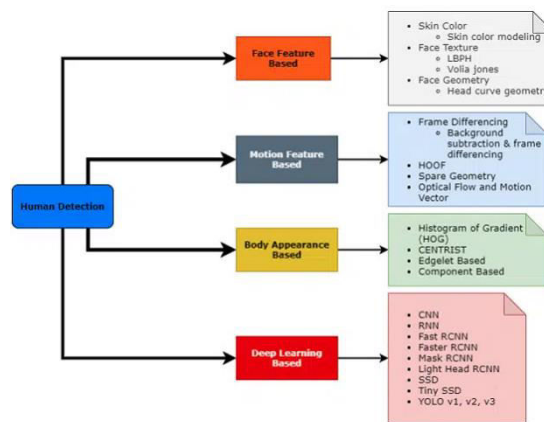 Human Detection
Face Feature
Based
Skin Color
Skin color modeling
Face Texture
LBPH
Volia jones
Face Geometry
Head curve geometr
Motion Feature
Based
Frame Differencing
Background
subtraction & frame
differencing
HOOF
Spare Geometry
Optical Flow and Motion
Vector
Body Appearance
Based
Histogram of Gradient
(HOG)
CENTRIST
Edgelet Based
Component Based
Deep Learning
Based
CNN
RNN
Fast RCNN
Faster RCNN
Mask RCNN
Light Head RCNN
SSD
Tiny SSD
YOLO v1, v2, v3